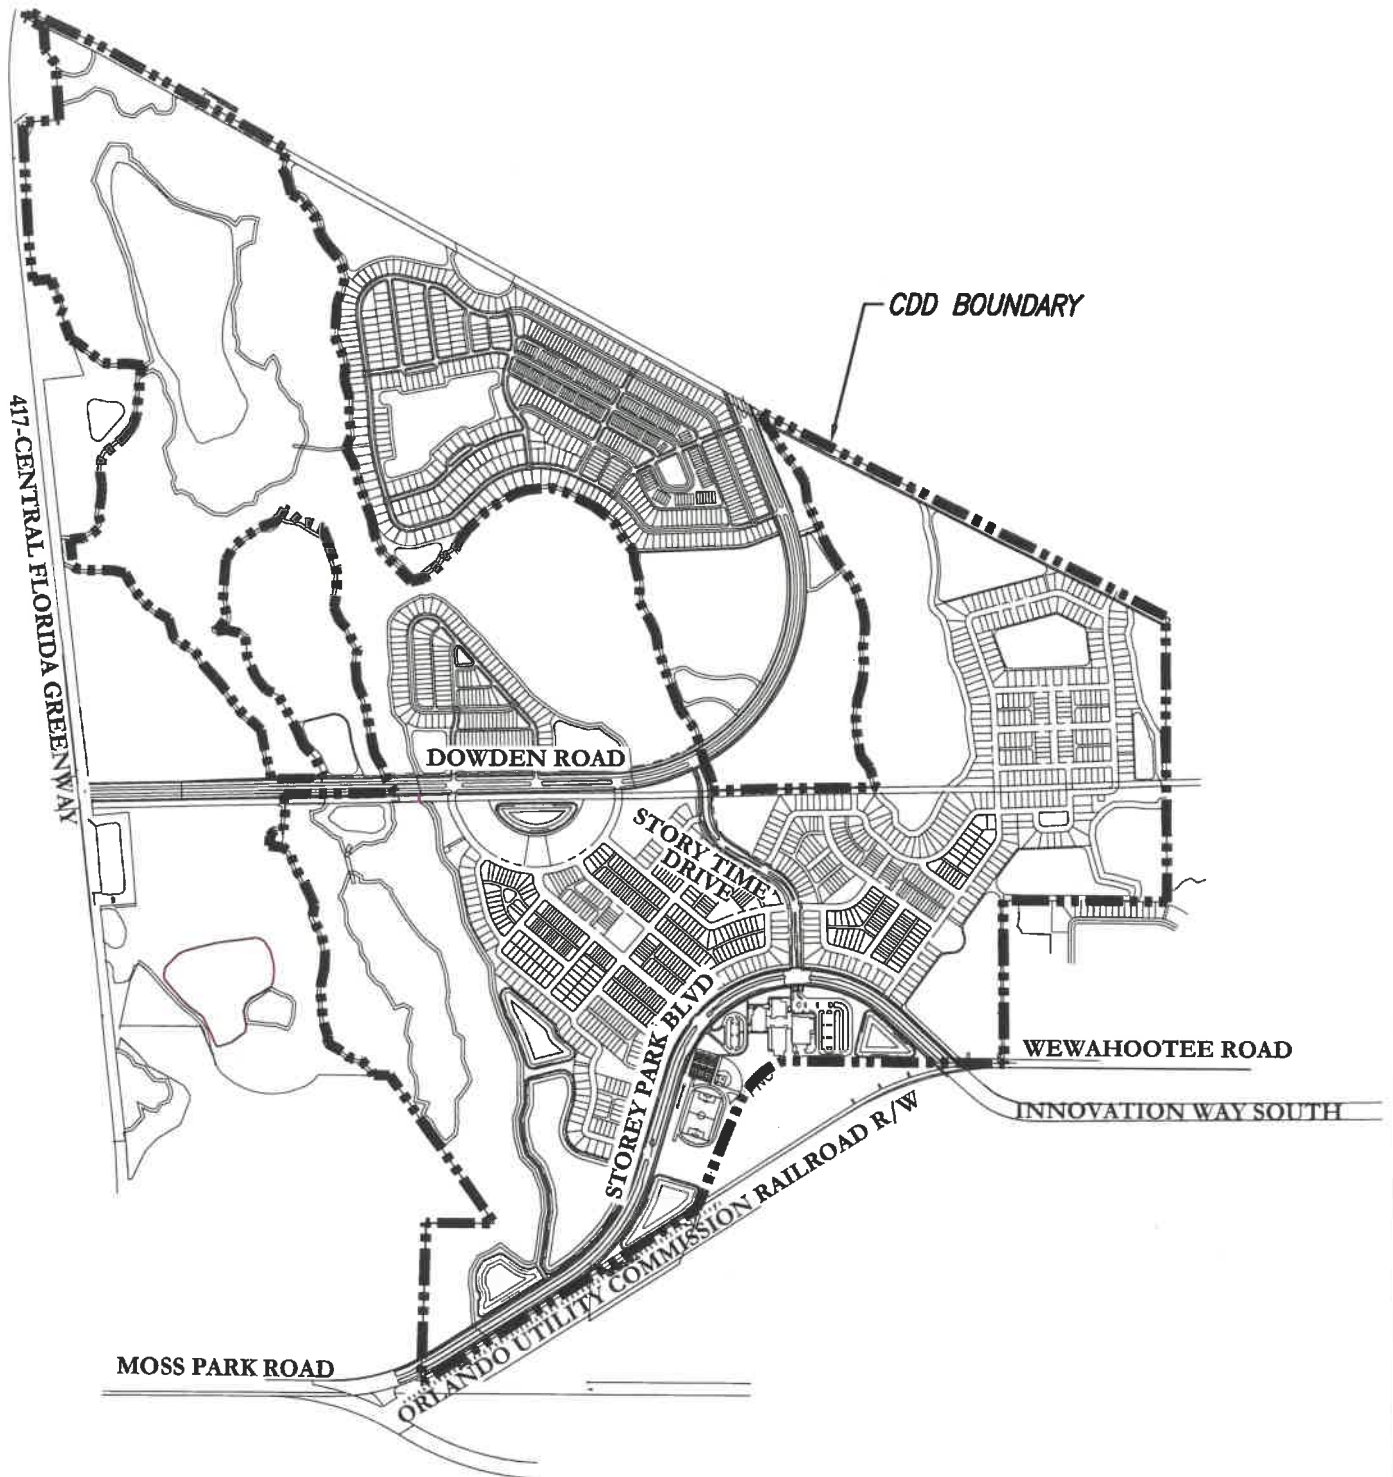 CDD BOUNDARY
417-CENTRAL FLORIDA GREENWAY
DOWDEN ROAD
STORY TIME
DRIVE
STOREY PARK BLVD
WEWAHOOTEE ROAD
INNOVATION WAY SOUTH
ORLANDO UTILITY COMMISSION RAILROAD R/W
MOSS PARK ROAD